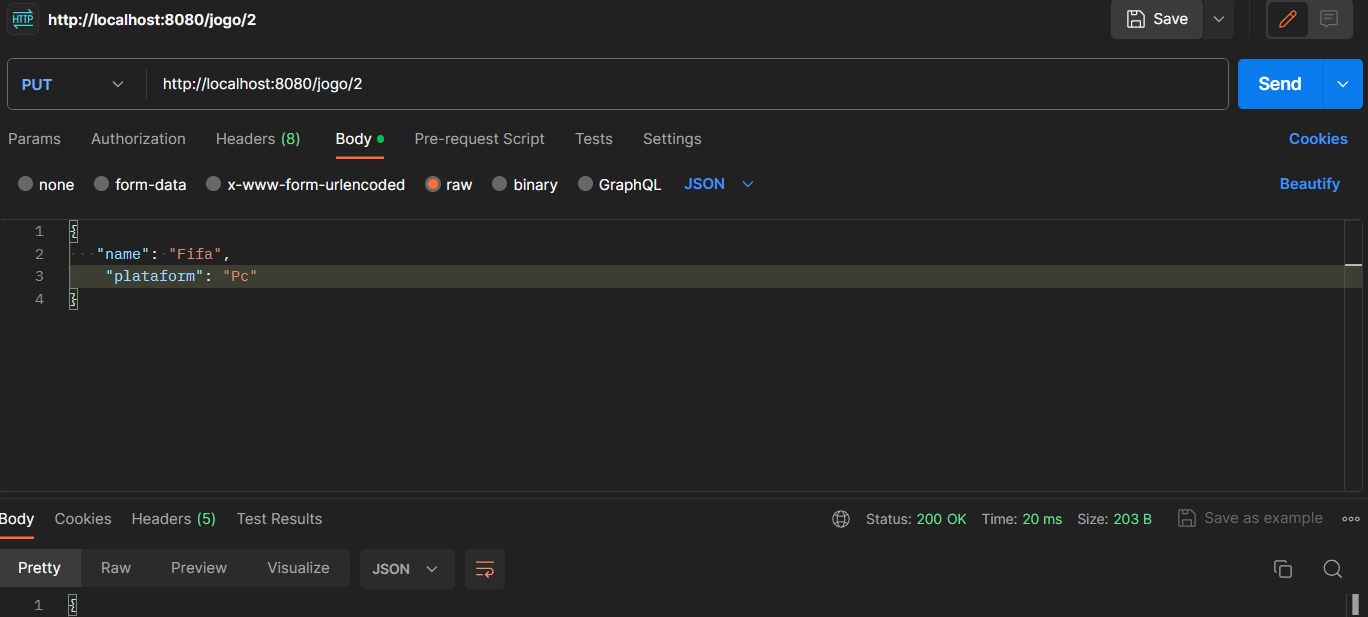 HTTP http://localhost:8080/jogo/2 Save
PUT http://localhost:8080/jogo/2 Send
Params Authorization Headers (8) Body Pre-request Script Tests Settings Cookies
none form-data x-www-form-urlencoded raw binary GraphQL JSON Beautify
1 {
2 "name": "Fifa",
3 "plataform": "Pc"
4 }
Body Cookies Headers (5) Test Results Status: 200 OK Time: 20 ms Size: 203 B Save as example
Pretty Raw Preview Visualize JSON
1 {